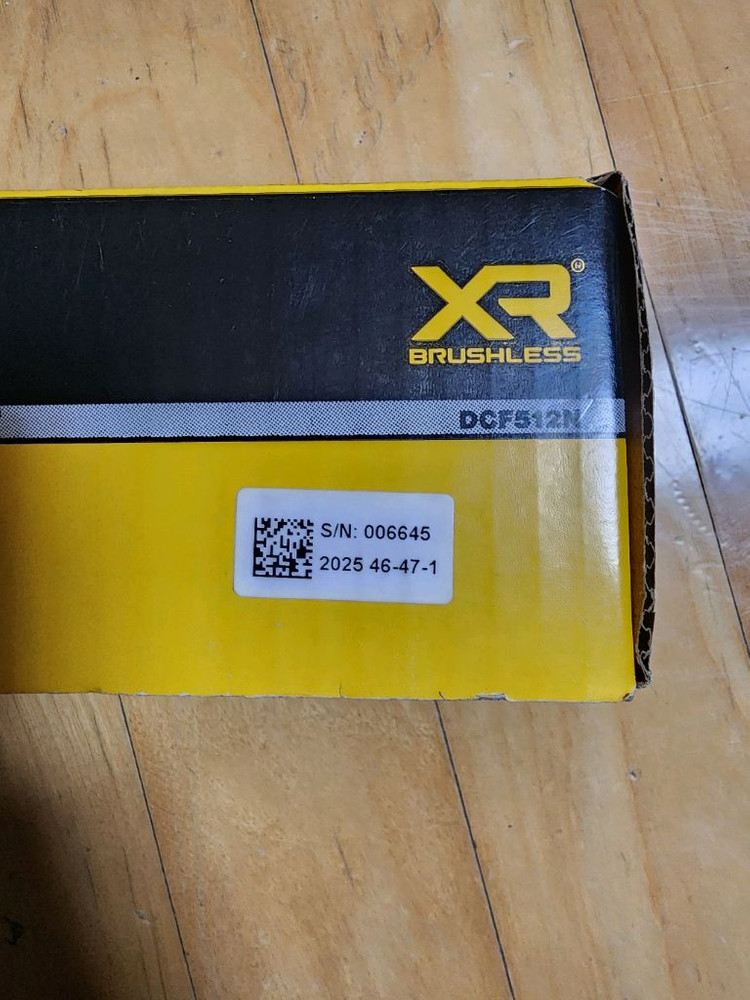 XR®
BRUSHLESS
DCF512N
S/N: 006645
2025 46-47-1